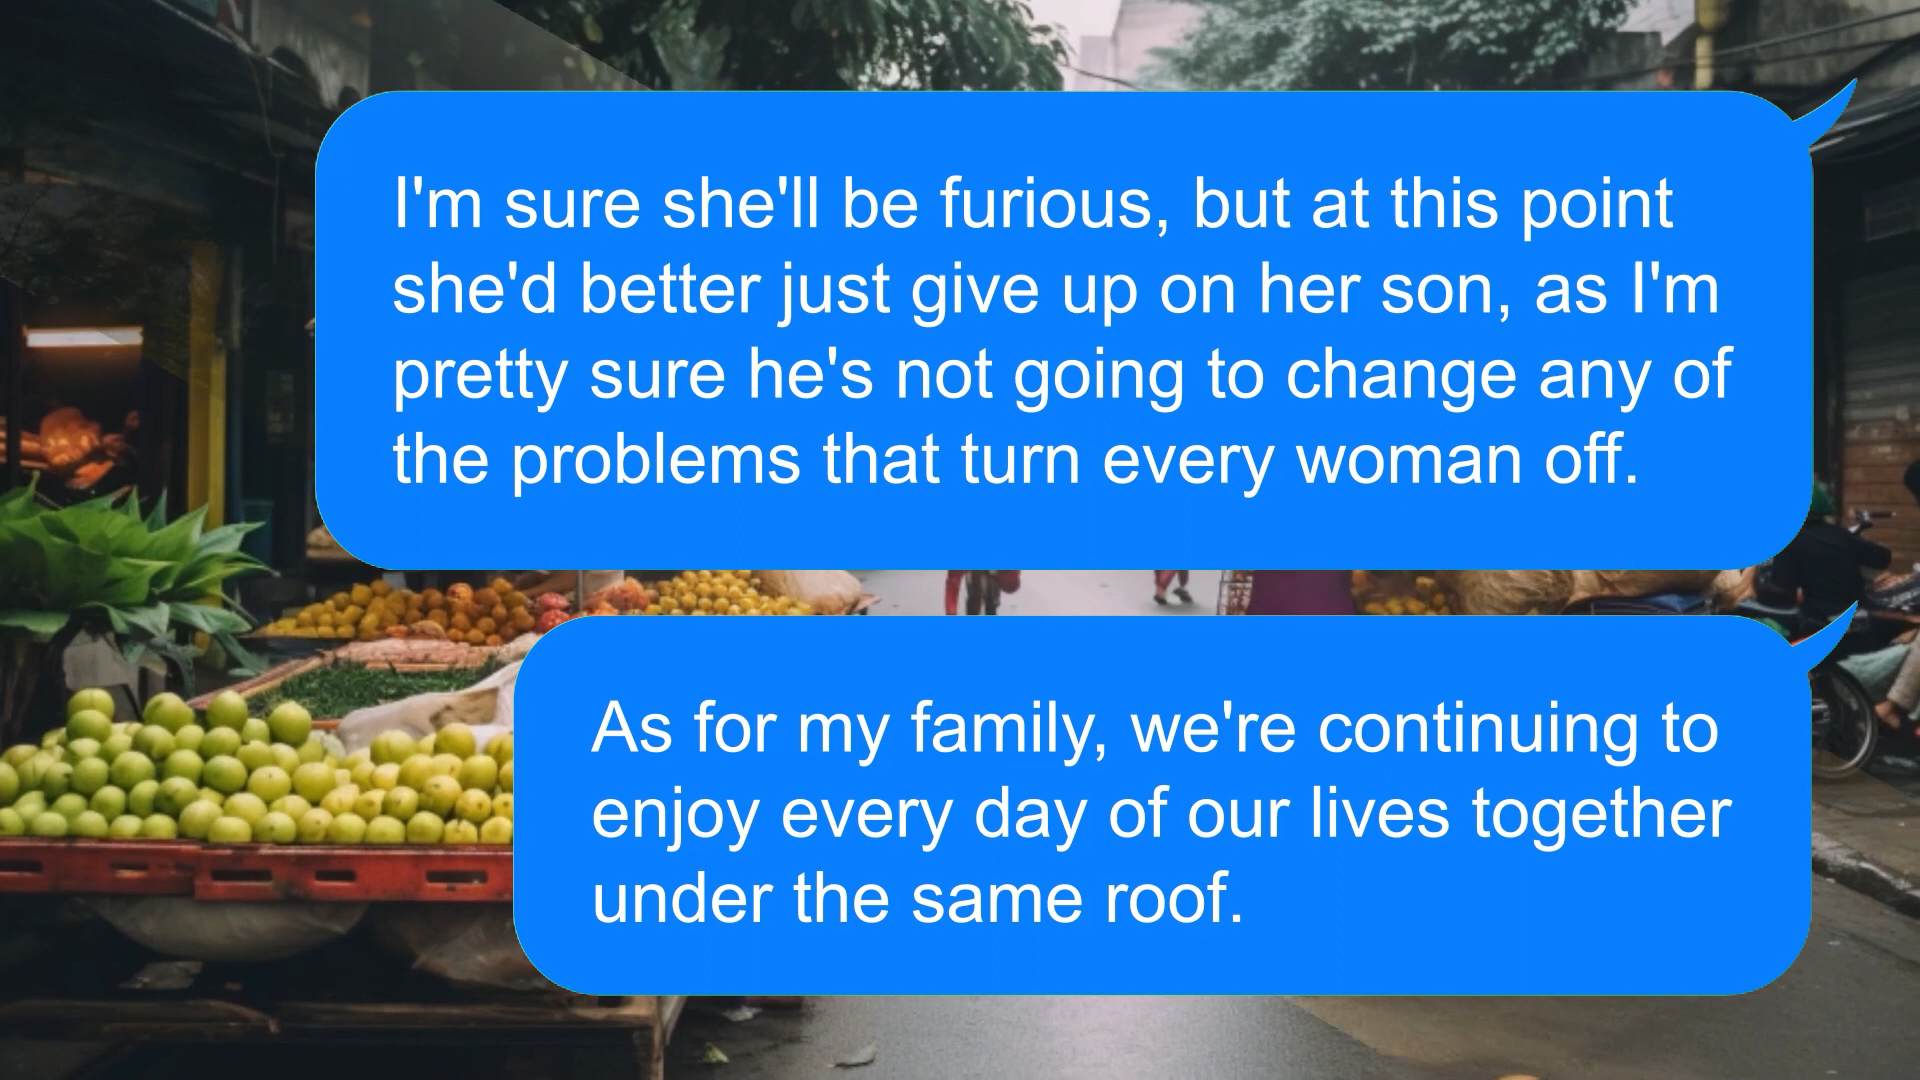 I'm sure she'll be furious, but at this point
she'd better just give up on her son, as I'm
pretty sure he's not going to change any of
the problems that turn every woman off.
As for my family, we're continuing to
enjoy every day of our lives together
under the same roof.